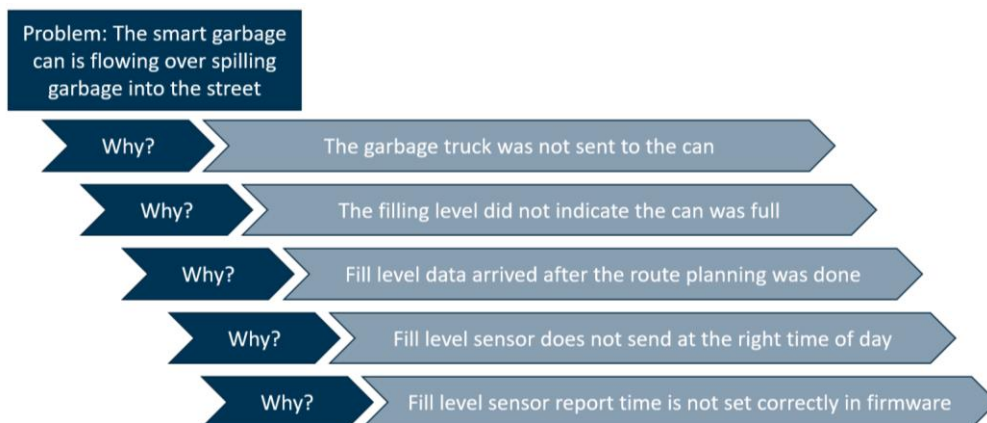 Problem: The smart garbage
can is flowing over spilling
garbage into the street
Why?
The garbage truck was not sent to the can
Why?
The filling level did not indicate the can was full
Why?
Fill level data arrived after the route planning was done
Why?
Fill level sensor does not send at the right time of day
Why?
Fill level sensor report time is not set correctly in firmware